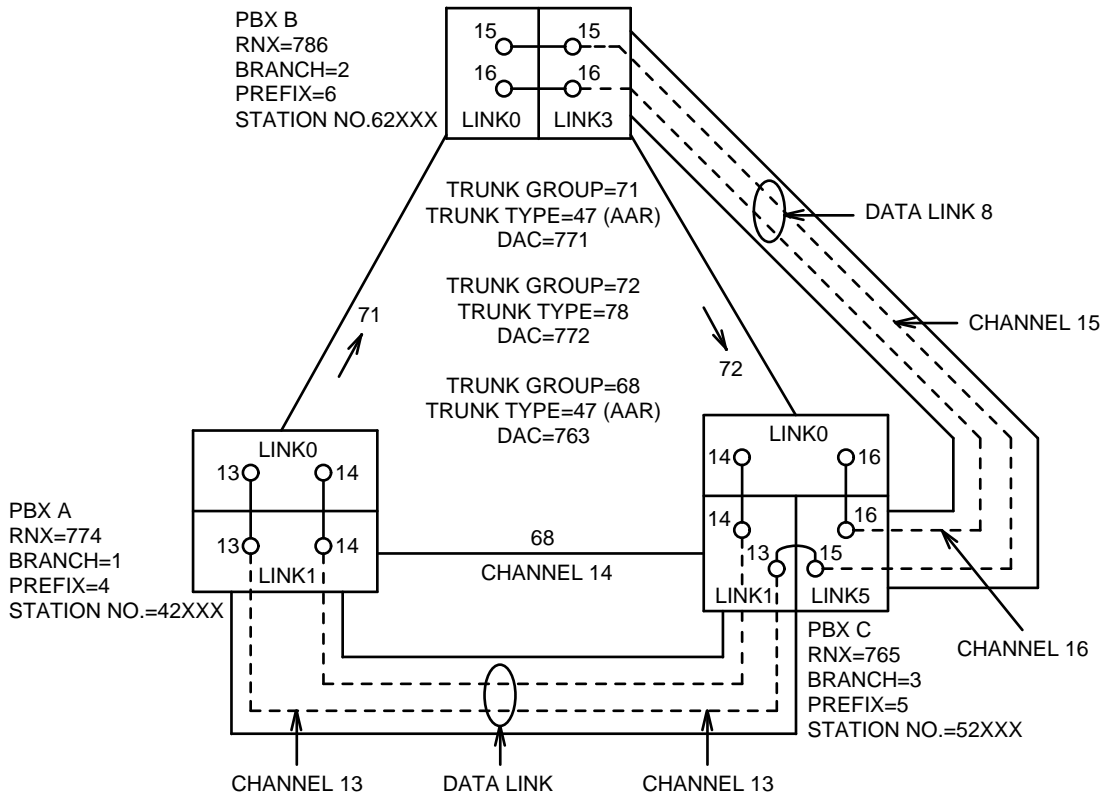 PBX B
RNX=786
BRANCH=2
PREFIX=6
STATION NO.62XXX
15 15
16 16
LINK0 LINK3
TRUNK GROUP=71
TRUNK TYPE=47 (AAR)
DAC=771
DATA LINK 8
TRUNK GROUP=72
TRUNK TYPE=78
DAC=772
71
CHANNEL 15
72
TRUNK GROUP=68
TRUNK TYPE=47 (AAR)
DAC=763
LINK0
13 14
13 14
LINK1
LINK0
14 16
14 16
13 15
LINK1 LINK5
PBX A
RNX=774
BRANCH=1
PREFIX=4
STATION NO.=42XXX
68
CHANNEL 14
PBX C
RNX=765
BRANCH=3
PREFIX=5
STATION NO.=52XXX
CHANNEL 16
CHANNEL 13
DATA LINK
CHANNEL 13